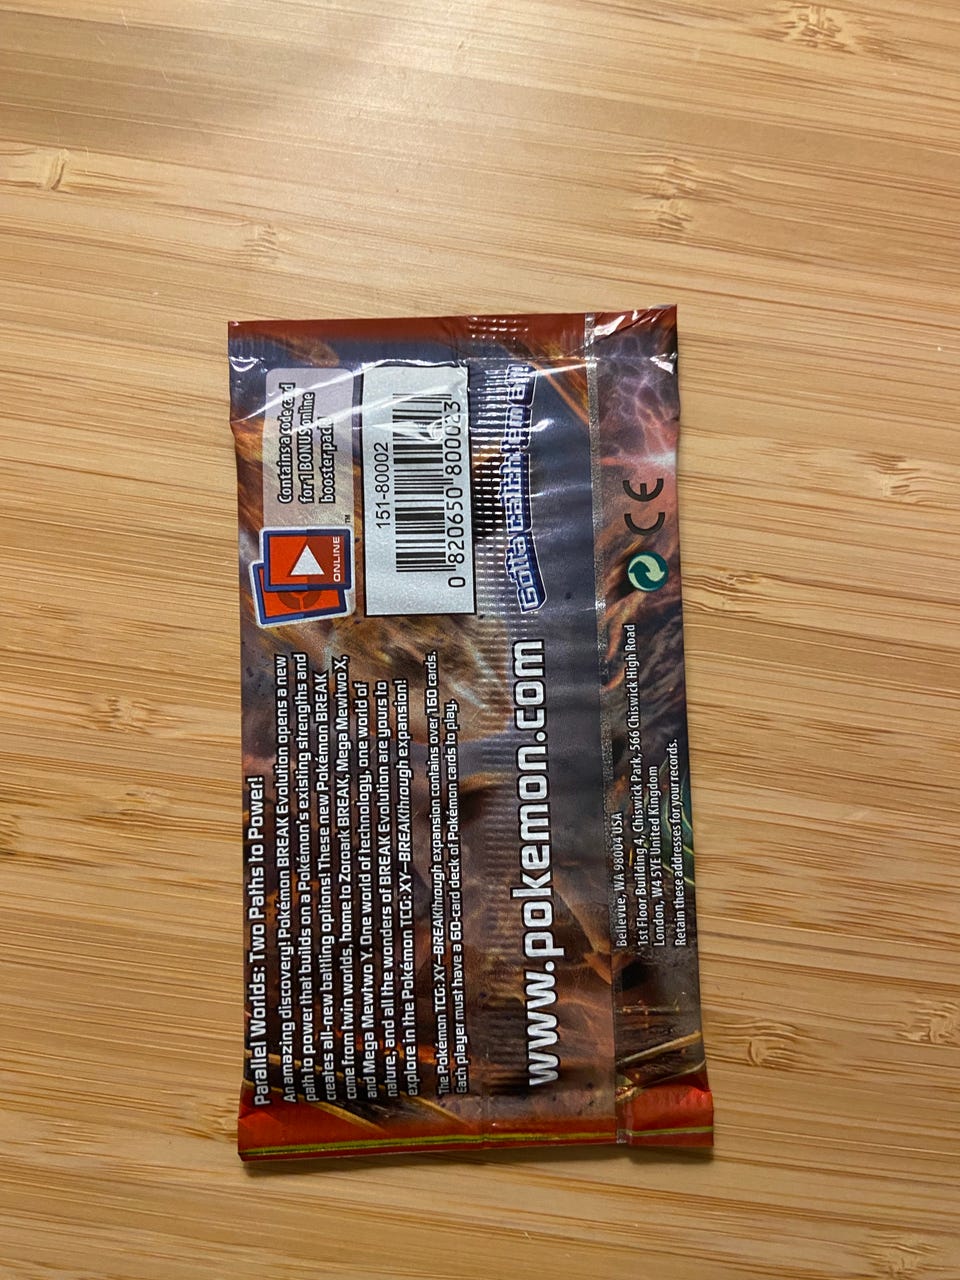 Parallel Worlds: Two Paths to Power!
An amazing discovery! Pokémon BREAK Evolution opens a new
path to power that builds on a Pokémon's existing strengths and
creates all-new battling options! These new Pokémon BREAK
come from twin worlds, home to Zoroark BREAK, Mega Mewtwo X,
and Mega Mewtwo Y. One world of technology, one world of
nature; and all the wonders of BREAK Evolution are yours to
explore in the Pokémon TCG: XY—BREAKthrough expansion!
The Pokémon TCG: XY—BREAKthrough expansion contains over 160 cards.
Each player must have a 60-card deck of Pokémon cards to play.
www.pokemon.com
Bellevue, WA 98004 USA
1st Floor Building 4, Chiswick Park, 566 Chiswick High Road
London, W4 5YE United Kingdom
Retain these addresses for your records.
ONLINE
TM
Contains a code card
for 1 BONUS online
booster pack!
151-80002
0 820650 800023
Gotta catch 'em all!
CE